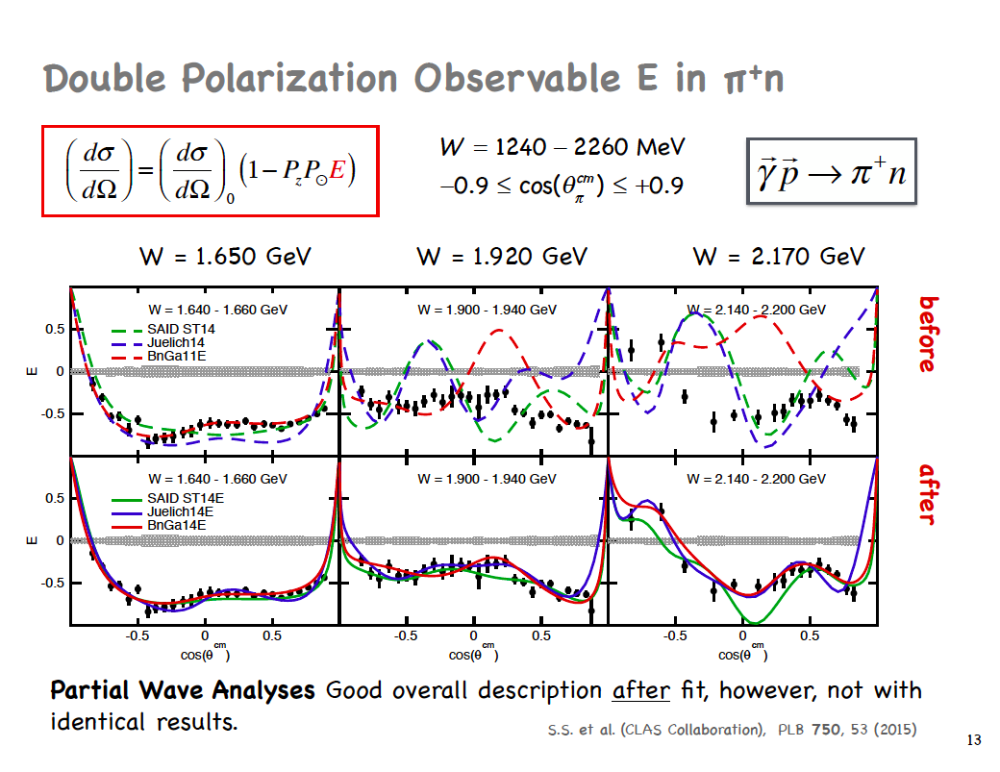 Double Polarization Observable E in π⁺n
(dσ/dΩ) = (dσ/dΩ)₀ (1 − P_z P_⊙ E)
W = 1240 – 2260 MeV
–0.9 ≤ cos(θ_π^cm) ≤ +0.9
γ⃗ p⃗ → π⁺n
W = 1.650 GeV
W = 1.920 GeV
W = 2.170 GeV
before
W = 1.640 - 1.660 GeV
SAID ST14
Juelich14
BnGa11E
W = 1.900 - 1.940 GeV
W = 2.140 - 2.200 GeV
E
0.5
0
-0.5
after
W = 1.640 - 1.660 GeV
SAID ST14E
Juelich14E
BnGa14E
W = 1.900 - 1.940 GeV
W = 2.140 - 2.200 GeV
E
0.5
0
-0.5
-0.5 0 0.5
-0.5 0 0.5
-0.5 0 0.5
cos(θ^cm)
cos(θ^cm)
cos(θ^cm)
Partial Wave Analyses Good overall description after fit, however, not with
identical results.
S.S. et al. (CLAS Collaboration), PLB 750, 53 (2015)
13